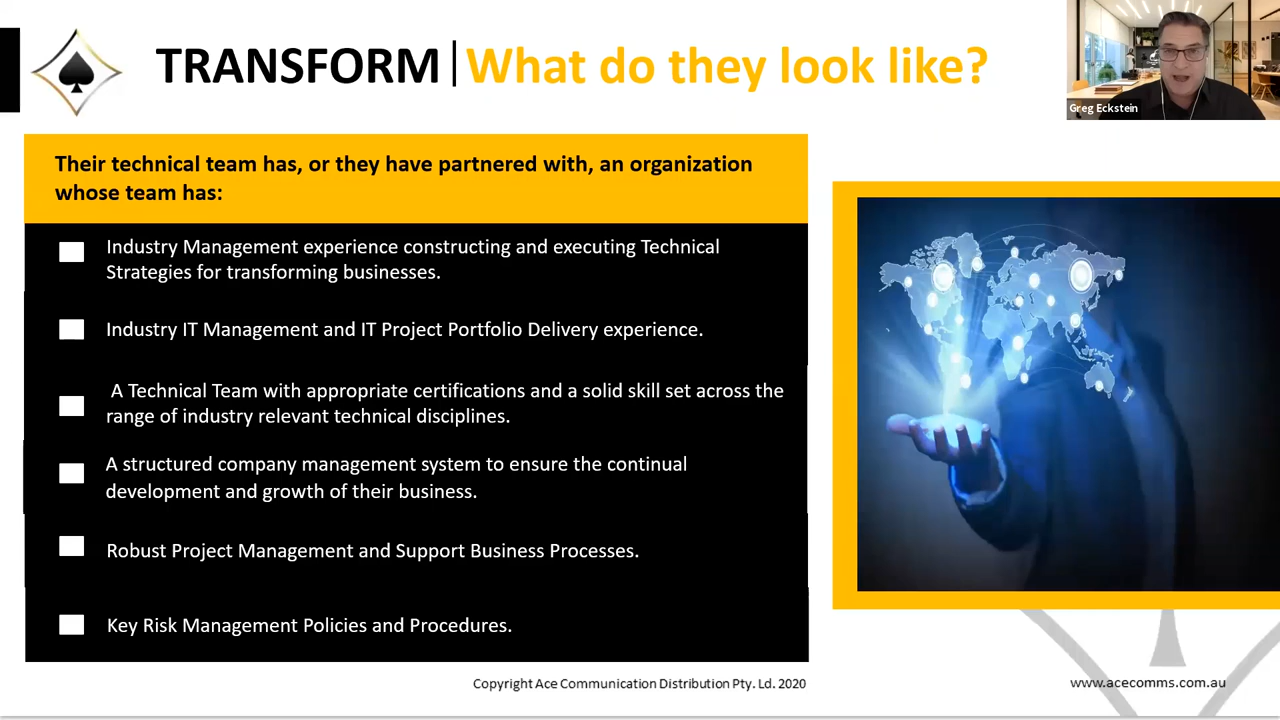 TRANSFORM What do they look like?
Greg Eckstein
Their technical team has, or they have partnered with, an organization
whose team has:
Industry Management experience constructing and executing Technical
Strategies for transforming businesses.
Industry IT Management and IT Project Portfolio Delivery experience.
A Technical Team with appropriate certifications and a solid skill set across the
range of industry relevant technical disciplines.
A structured company management system to ensure the continual
development and growth of their business.
Robust Project Management and Support Business Processes.
Key Risk Management Policies and Procedures.
Copyright Ace Communication Distribution Pty. Ld. 2020
www.acecomms.com.au